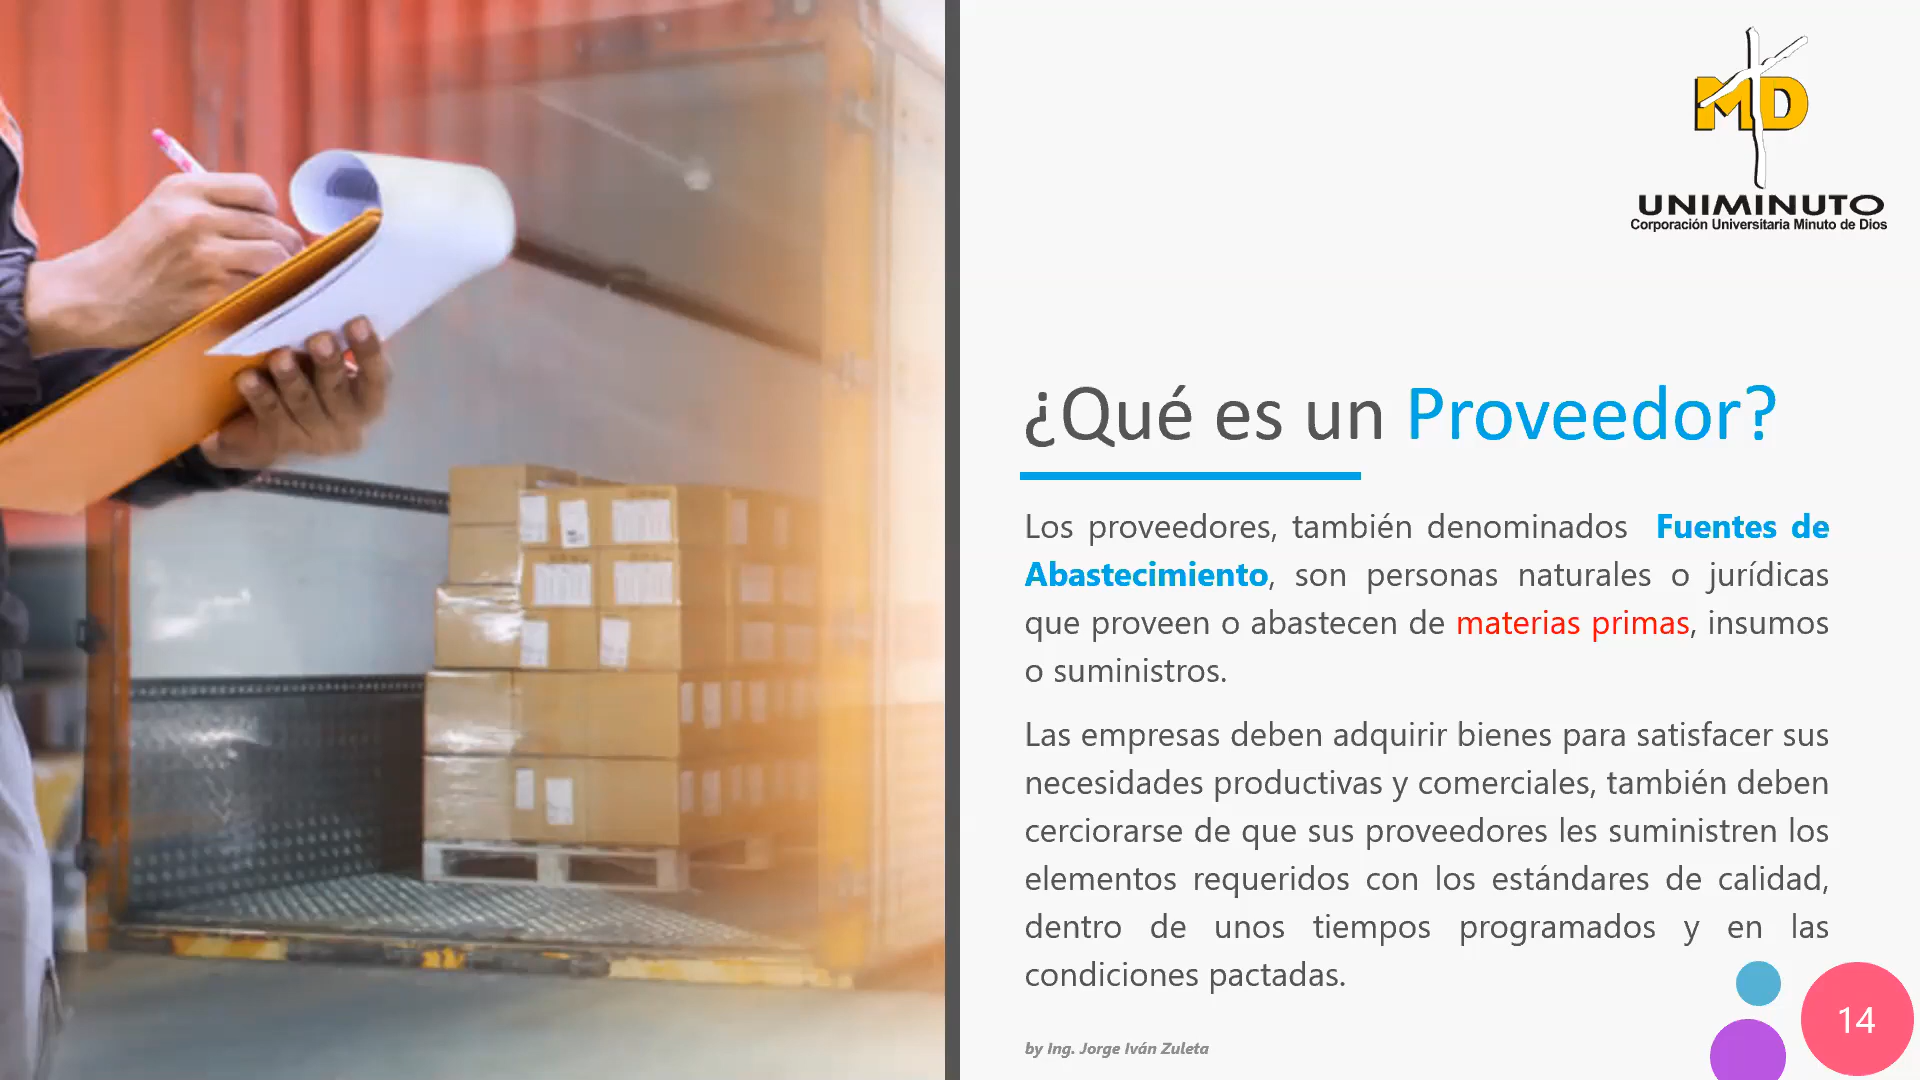 MD
UNIMINUTO
Corporación Universitaria Minuto de Dios
¿Qué es un Proveedor?
Los proveedores, también denominados Fuentes de
Abastecimiento, son personas naturales o jurídicas
que proveen o abastecen de materias primas, insumos
o suministros.
Las empresas deben adquirir bienes para satisfacer sus
necesidades productivas y comerciales, también deben
cerciorarse de que sus proveedores les suministren los
elementos requeridos con los estándares de calidad,
dentro de unos tiempos programados y en las
condiciones pactadas.
by Ing. Jorge Iván Zuleta
14